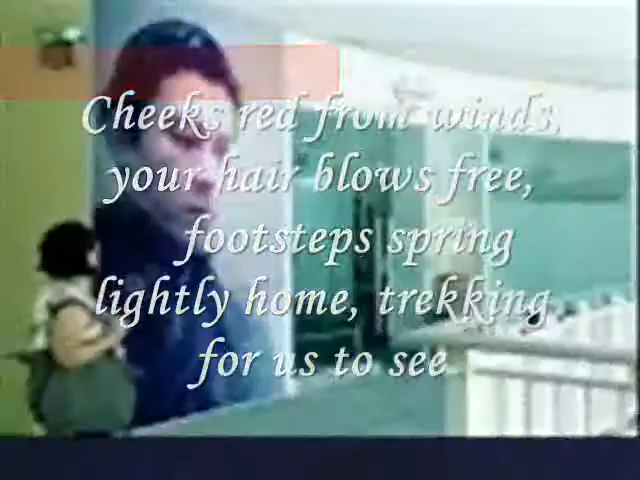 Cheeks red from winds,
your hair blows free,
footsteps spring
lightly home, trekking
for us to see